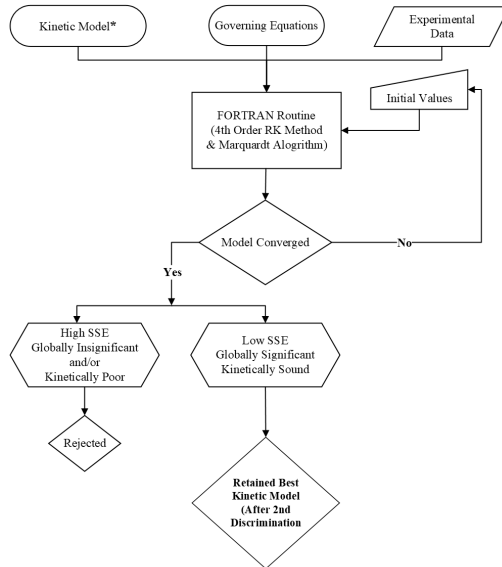 Kinetic Model*
Governing Equations
Experimental
Data
Initial Values
FORTRAN Routine
(4th Order RK Method
& Marquardt Alogrithm)
Model Converged
No
Yes
High SSE
Globally Insignificant
and/or
Kinetically Poor
Low SSE
Globally Significant
Kinetically Sound
Rejected
Retained Best
Kinetic Model
(After 2nd
Discrimination